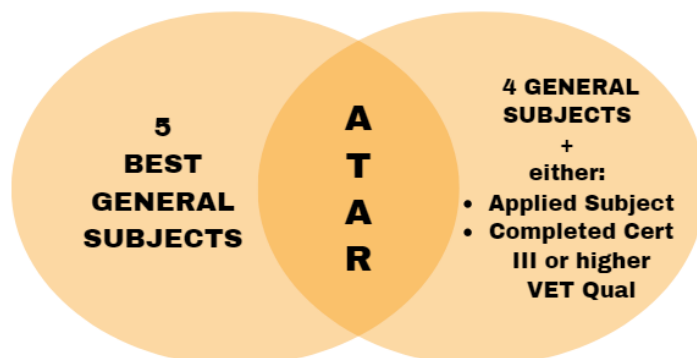 5
BEST
GENERAL
SUBJECTS
A
T
A
R
4 GENERAL
SUBJECTS
+
either:
• Applied Subject
• Completed Cert
III or higher
VET Qual